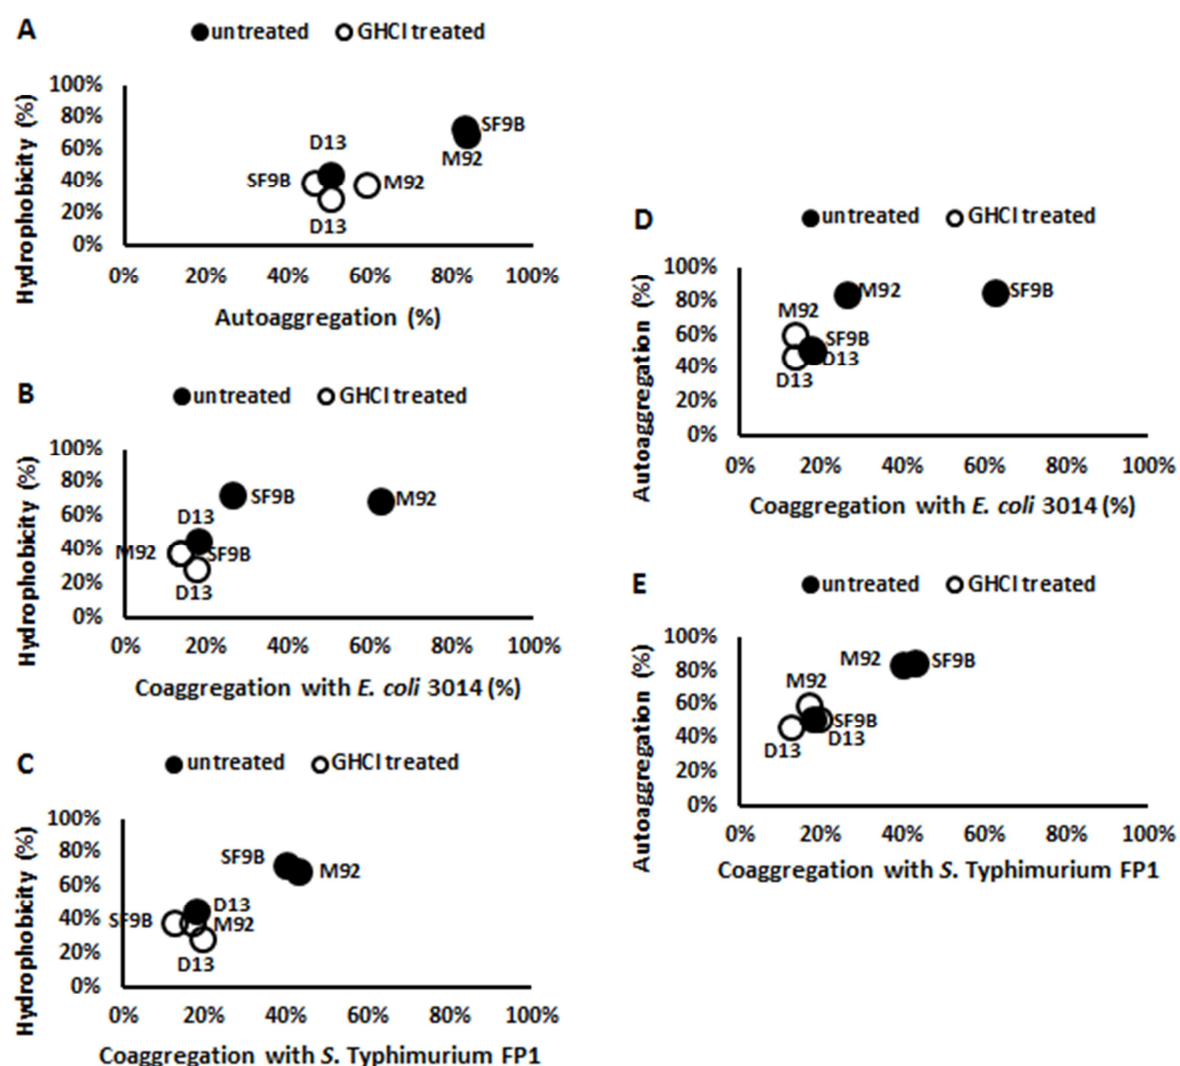 A
untreated GHCl treated
Hydrophobicity (%)
100%
80%
60%
40%
20%
0%
SF9B
M92
D13
SF9B
M92
D13
0% 20% 40% 60% 80% 100%
Autoaggregation (%)
B
untreated GHCl treated
Hydrophobicity (%)
100%
80%
60%
40%
20%
0%
SF9B
M92
D13
M92
SF9B
D13
0% 20% 40% 60% 80% 100%
Coaggregation with E. coli 3014 (%)
C
untreated GHCl treated
Hydrophobicity (%)
100%
80%
60%
40%
20%
0%
SF9B
M92
D13
SF9B
M92
D13
0% 20% 40% 60% 80% 100%
Coaggregation with S. Typhimurium FP1
D
untreated GHCl treated
Autoaggregation (%)
100%
80%
60%
40%
20%
0%
M92
SF9B
M92
SF9B
D13
D13
0% 20% 40% 60% 80% 100%
Coaggregation with E. coli 3014 (%)
E
untreated GHCl treated
Autoaggregation (%)
100%
80%
60%
40%
20%
0%
M92
SF9B
M92
SF9B
D13
D13
0% 20% 40% 60% 80% 100%
Coaggregation with S. Typhimurium FP1